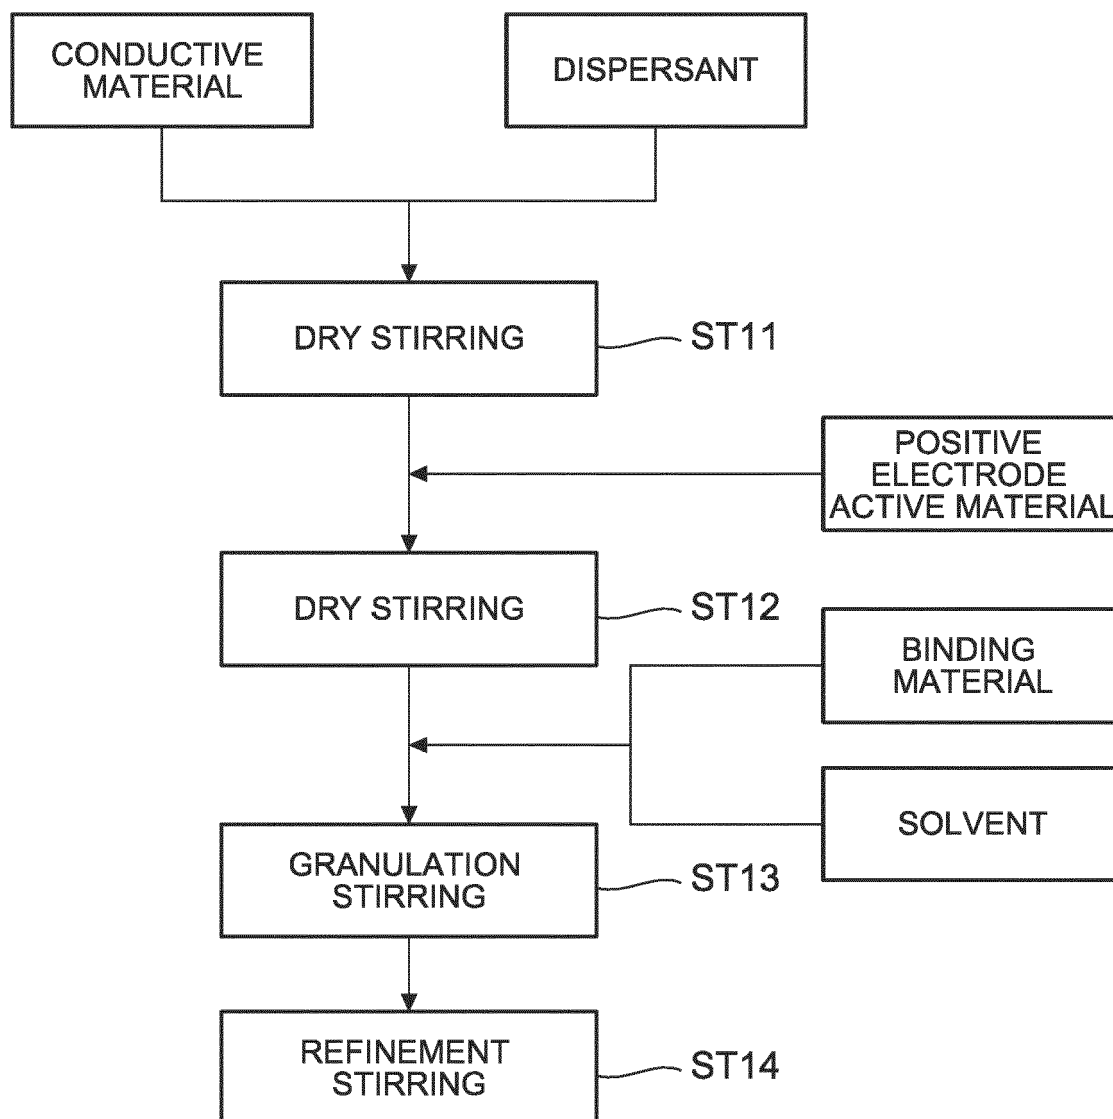 CONDUCTIVE
MATERIAL
DISPERSANT
DRY STIRRING
ST11
POSITIVE
ELECTRODE
ACTIVE MATERIAL
DRY STIRRING
ST12
BINDING
MATERIAL
SOLVENT
GRANULATION
STIRRING
ST13
REFINEMENT
STIRRING
ST14